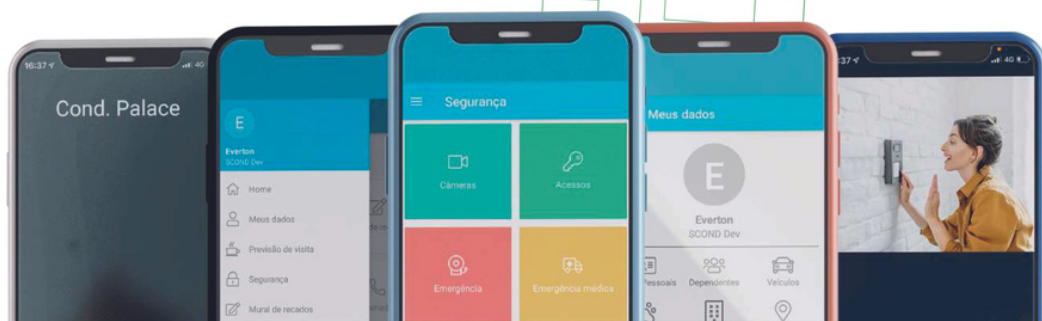 16:37
4G
Cond. Palace
E
Everton
SCOND Dev
Home
Meus dados
Previsão de visita
Segurança
Mural de recados
Segurança
Câmeras
Acessos
Emergência
Emergência médica
Meus dados
E
Everton
SCOND Dev
Pessoais
Dependentes
Veículos
:37
4G